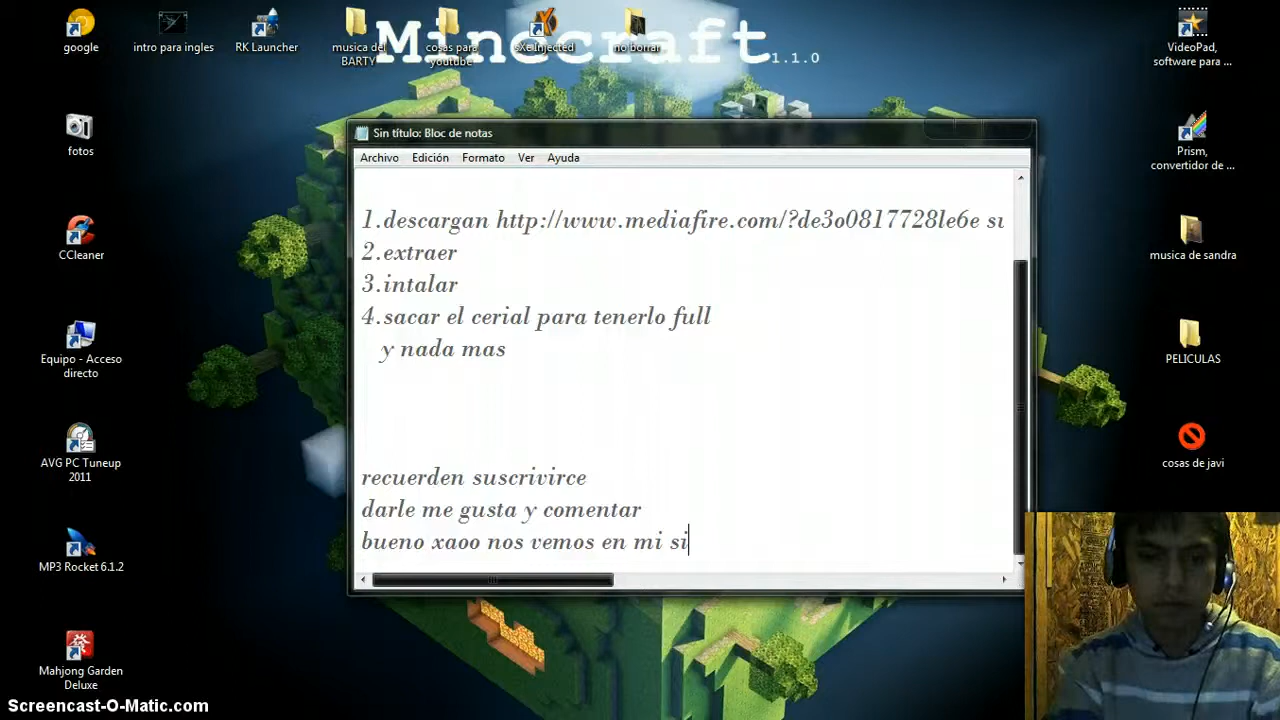 Minecraft
1.1.0
google
intro para ingles
RK Launcher
musica del
BARTY
cosas para
youtube
sXe Injected
no borrar
VideoPad,
software para ...
fotos
Prism,
convertidor de ...
CCleaner
musica de sandra
Equipo - Acceso
directo
PELICULAS
AVG PC Tuneup
2011
cosas de javi
MP3 Rocket 6.1.2
Mahjong Garden
Deluxe
Sin título: Bloc de notas
Archivo Edición Formato Ver Ayuda
1.descargan http://www.mediafire.com/?de3o0817728le6e su
2.extraer
3.intalar
4.sacar el cerial para tenerlo full
y nada mas
recuerden suscrivirce
darle me gusta y comentar
bueno xaoo nos vemos en mi si
Screencast-O-Matic.com